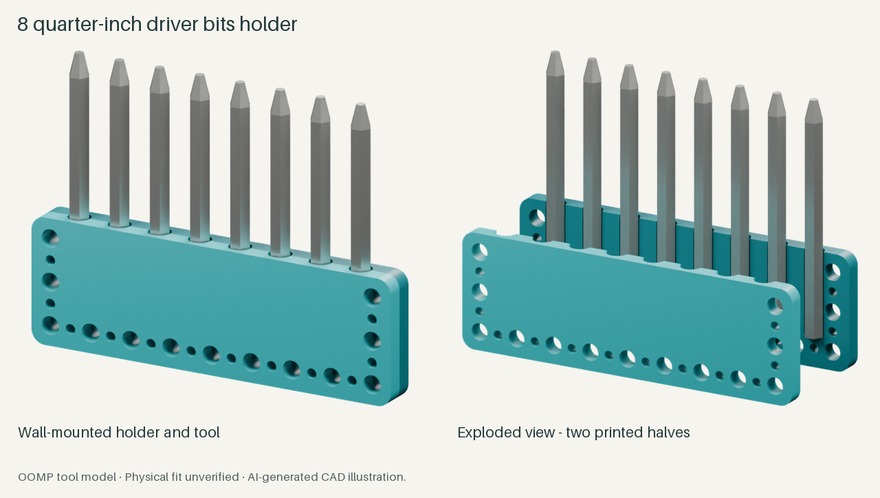 8 quarter-inch driver bits holder
Wall-mounted holder and tool
Exploded view - two printed halves
OOMP tool model · Physical fit unverified · AI-generated CAD illustration.